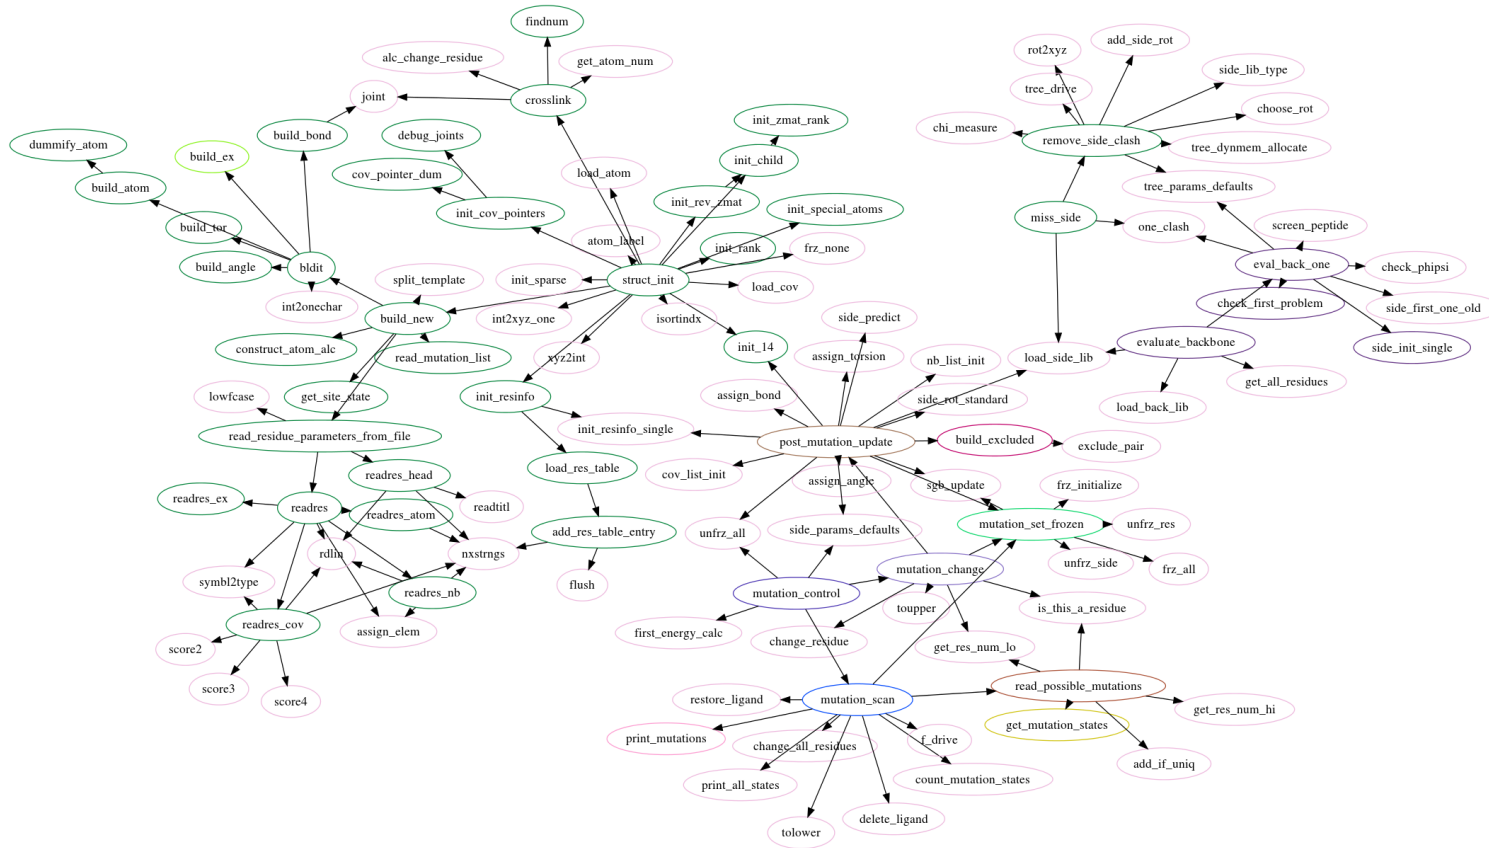 findnum
add_side_rot
rot2xyz
alc_change_residue
get_atom_num
side_lib_type
tree_drive
joint
crosslink
choose_rot
init_zmat_rank
chi_measure
build_bond
debug_joints
remove_side_clash
dummify_atom
tree_dynmem_allocate
build_ex
init_child
load_atom
cov_pointer_dum
build_atom
tree_params_defaults
init_rev_zmat
init_special_atoms
init_cov_pointers
miss_side
one_clash
screen_peptide
build_tor
atom_label
init_rank
frz_none
build_angle
bldit
eval_back_one
check_phipsi
split_template
init_sparse
struct_init
load_cov
int2onechar
check_first_problem
side_first_one_old
build_new
int2xyz_one
isortindx
side_predict
construct_atom_alc
read_mutation_list
xyz2int
init_14
assign_torsion
nb_list_init
load_side_lib
evaluate_backbone
side_init_single
get_all_residues
lowfcase
get_site_state
init_resinfo
assign_bond
side_rot_standard
load_back_lib
read_residue_parameters_from_file
init_resinfo_single
post_mutation_update
build_excluded
exclude_pair
readres_head
load_res_table
cov_list_init
assign_angle
sgb_update
frz_initialize
readres_ex
readres
readres_atom
readtitl
unfrz_all
side_params_defaults
mutation_set_frozen
unfrz_res
rdlin
nxstrngs
add_res_table_entry
symbl2type
flush
mutation_control
mutation_change
unfrz_side
frz_all
readres_nb
toupper
is_this_a_residue
readres_cov
assign_elem
first_energy_calc
change_residue
get_res_num_lo
score2
score3
score4
restore_ligand
mutation_scan
read_possible_mutations
get_res_num_hi
print_mutations
change_all_residues
f_drive
get_mutation_states
add_if_uniq
print_all_states
count_mutation_states
tolower
delete_ligand